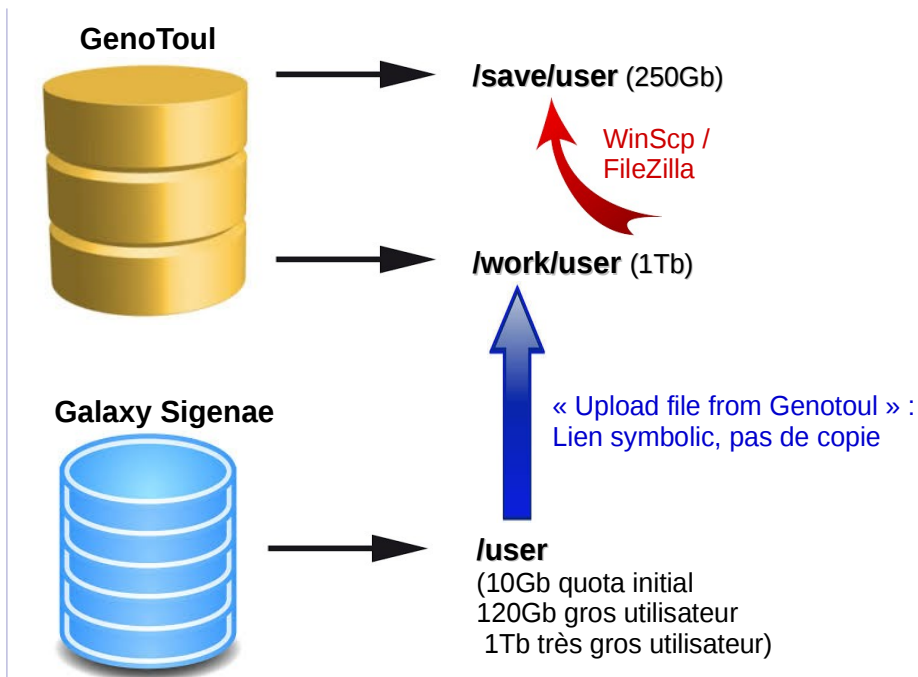 GenoToul
/save/user (250Gb)
WinScp /
FileZilla
/work/user (1Tb)
Galaxy Sigenae
« Upload file from Genotoul » :
Lien symbolic, pas de copie
/user
(10Gb quota initial
120Gb gros utilisateur
1Tb très gros utilisateur)